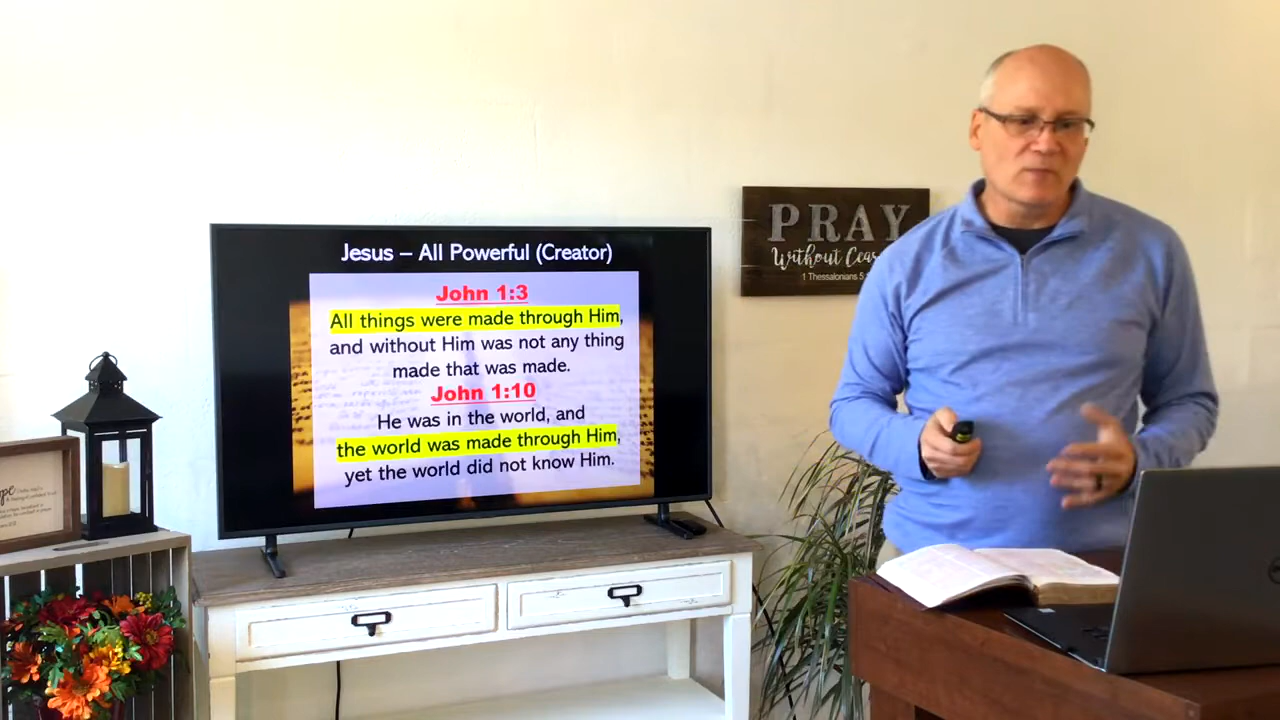 Jesus – All Powerful (Creator)
John 1:3
All things were made through Him,
and without Him was not any thing
made that was made.
John 1:10
He was in the world, and
the world was made through Him,
yet the world did not know Him.
PRAY
Without Ceas
1 Thessalonians 5: